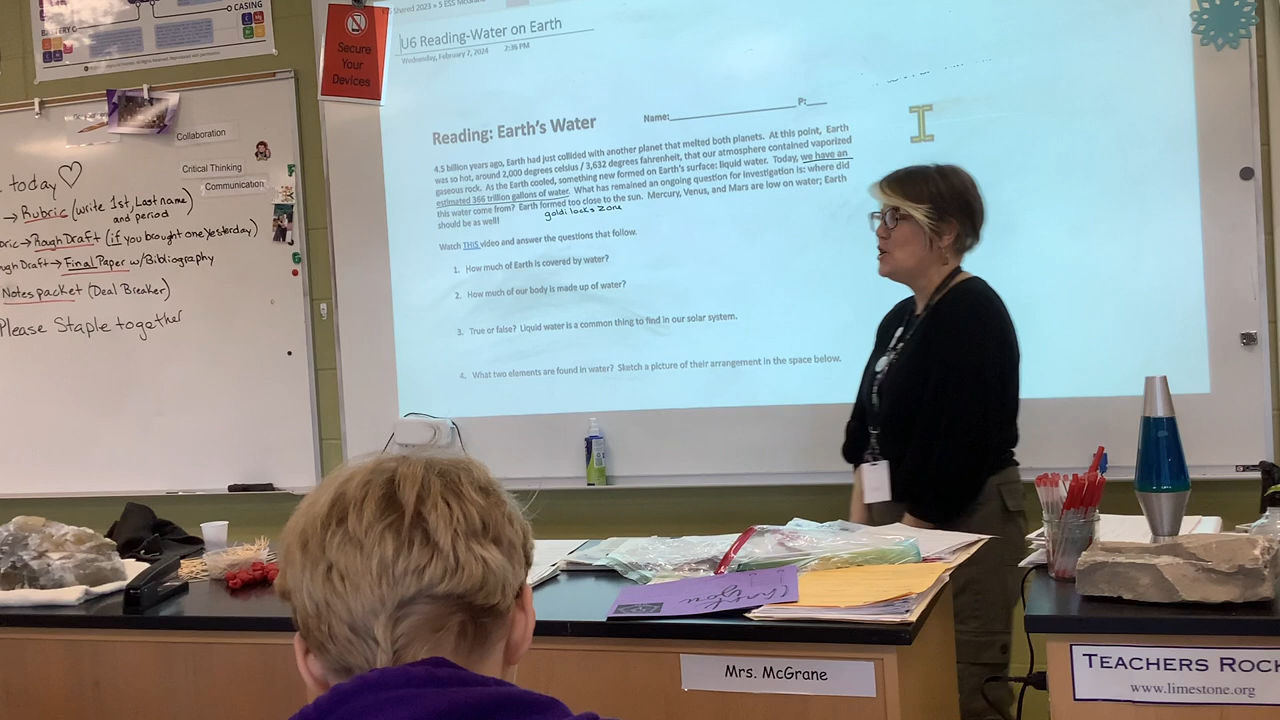 CASING
Secure
Your
Devices
Shared 2023 » 5 ESS McGrane
U6 Reading-Water on Earth
Wednesday, February 7, 2024 2:36 PM
Name: P:
Reading: Earth's Water
4.5 billion years ago, Earth had just collided with another planet that melted both planets. At this point, Earth
was so hot, around 2,000 degrees celsius / 3,632 degrees fahrenheit, that our atmosphere contained vaporized
gaseous rock. As the Earth cooled, something new formed on Earth's surface: liquid water. Today, we have an
estimated 366 trillion gallons of water. What has remained an ongoing question for investigation is: where did
this water come from? Earth formed too close to the sun. Mercury, Venus, and Mars are low on water; Earth
should be as well!
goldilocks zone
Watch THIS video and answer the questions that follow.
1. How much of Earth is covered by water?
2. How much of our body is made up of water?
3. True or false? Liquid water is a common thing to find in our solar system.
4. What two elements are found in water? Sketch a picture of their arrangement in the space below.
Collaboration
Critical Thinking
Communication
today♡
→ Rubric (write 1st, Last name)
and period
→ Rough Draft (if you brought one yesterday)
Draft → Final Paper w/Bibliography
Notes packet (Deal Breaker)
Please Staple together
Mrs. McGrane
TEACHERS ROCK
www.limestone.org